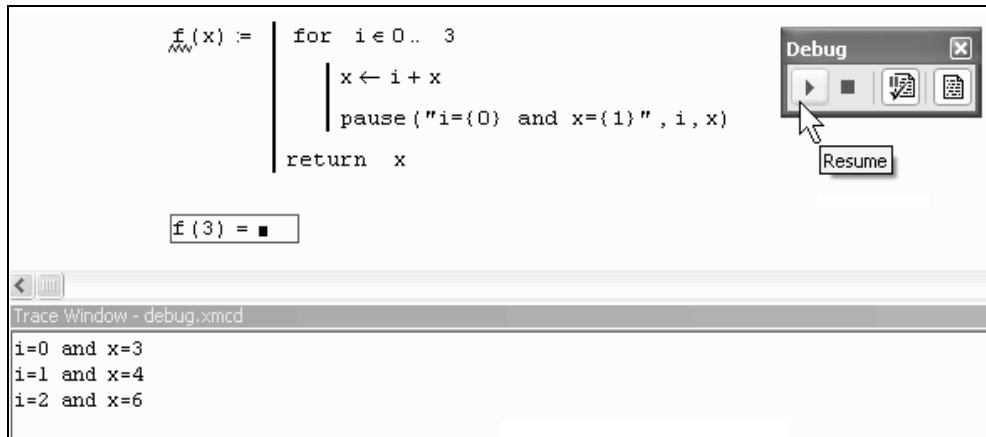 f(x) := for i∈0.. 3
x←i+x
pause("i={0} and x={1}",i,x)
return x
f(3) = ▪
Debug
Resume
Trace Window - debug.xmcd
i=0 and x=3
i=1 and x=4
i=2 and x=6